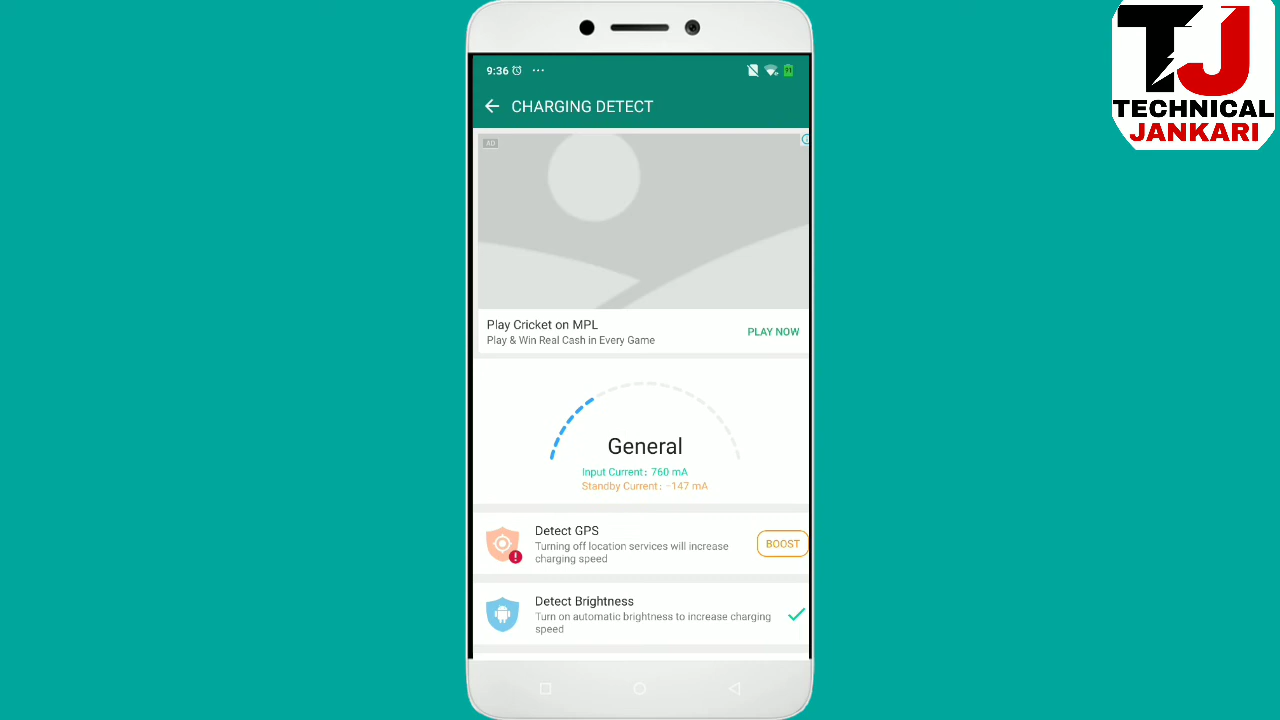 9:36
91
CHARGING DETECT
TJ
TECHNICAL
JANKARI
AD
Play Cricket on MPL
Play & Win Real Cash in Every Game
PLAY NOW
General
Input Current: 760 mA
Standby Current: -147 mA
Detect GPS
Turning off location services will increase
charging speed
BOOST
Detect Brightness
Turn on automatic brightness to increase charging
speed